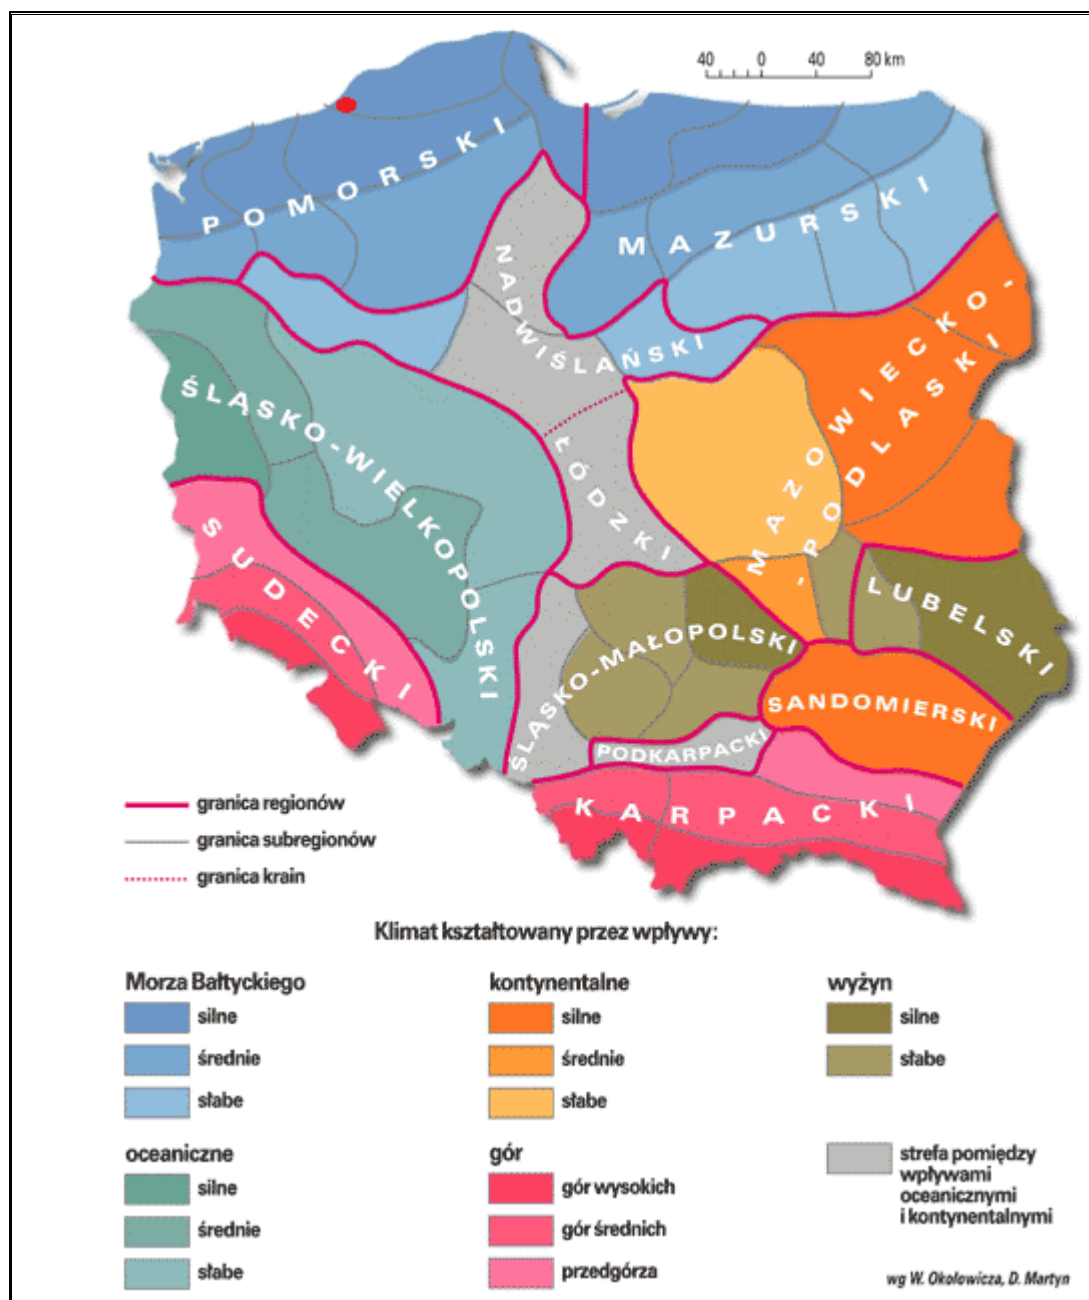 40 0 40 80 km
POMORSKI
MAZURSKI
NADWIŚLAŃSKI
MAZOWIECKO-
-PODLASKI
ŚLĄSKO-WIELKOPOLSKI
ŁÓDZKI
SUDECKI
LUBELSKI
ŚLĄSKO-MAŁOPOLSKI
SANDOMIERSKI
PODKARPACKI
KARPACKI
granica regionów
granica subregionów
granica krain
Klimat kształtowany przez wpływy:
Morza Bałtyckiego
silne
średnie
słabe
oceaniczne
silne
średnie
słabe
kontynentalne
silne
średnie
słabe
gór
gór wysokich
gór średnich
przedgórza
wyżyn
silne
słabe
strefa pomiędzy
wpływami
oceanicznymi
i kontynentalnymi
wg W. Okołowicza, D. Martyn